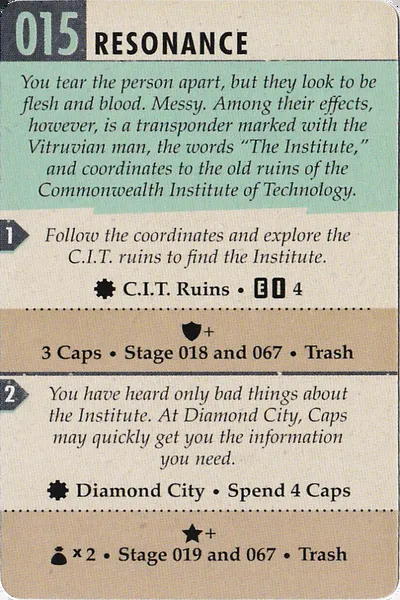 015 RESONANCE
You tear the person apart, but they look to be
flesh and blood. Messy. Among their effects,
however, is a transponder marked with the
Vitruvian man, the words “The Institute,”
and coordinates to the old ruins of the
Commonwealth Institute of Technology.
1
Follow the coordinates and explore the
C.I.T. ruins to find the Institute.
C.I.T. Ruins • E I 4
+
3 Caps • Stage 018 and 067 • Trash
2
You have heard only bad things about
the Institute. At Diamond City, Caps
may quickly get you the information
you need.
Diamond City • Spend 4 Caps
+
x 2 • Stage 019 and 067 • Trash